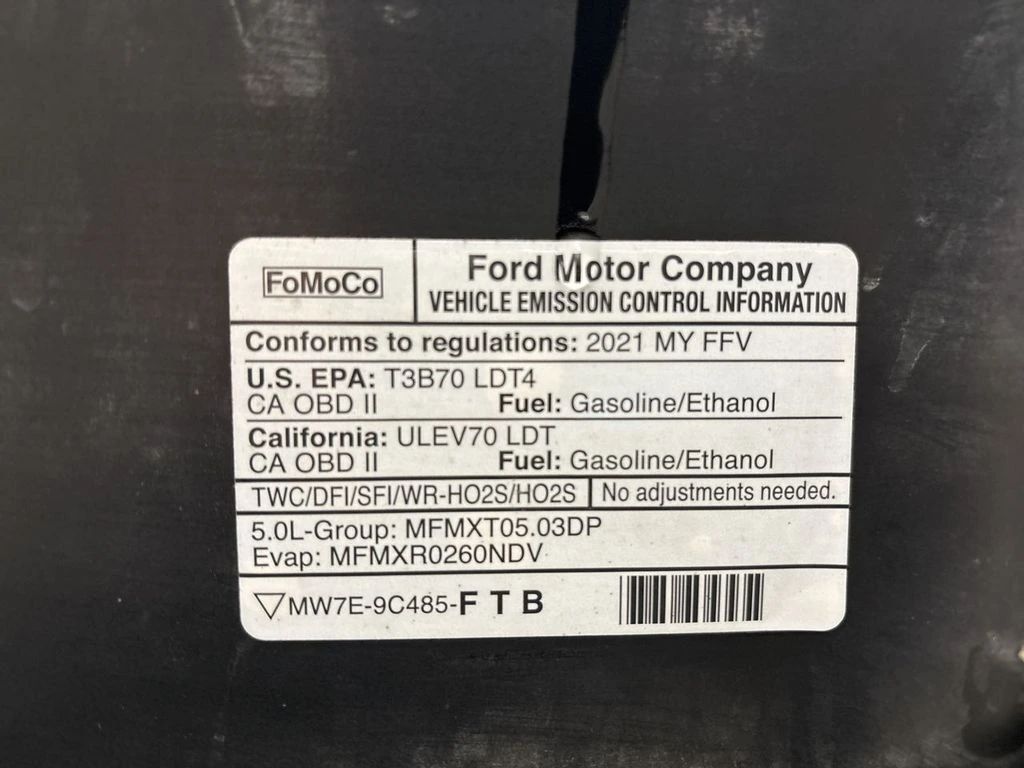 FoMoCo
Ford Motor Company
VEHICLE EMISSION CONTROL INFORMATION
Conforms to regulations: 2021 MY FFV
U.S. EPA: T3B70 LDT4
CA OBD II Fuel: Gasoline/Ethanol
California: ULEV70 LDT
CA OBD II Fuel: Gasoline/Ethanol
TWC/DFI/SFI/WR-HO2S/HO2S No adjustments needed.
5.0L-Group: MFMXT05.03DP
Evap: MFMXR0260NDV
MW7E-9C485-F T B